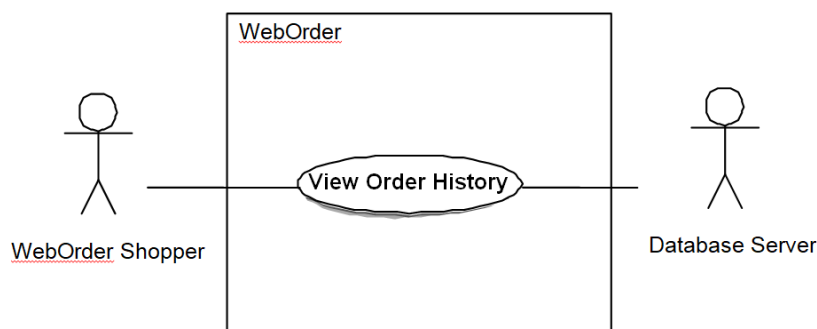 WebOrder
View Order History
WebOrder Shopper
Database Server